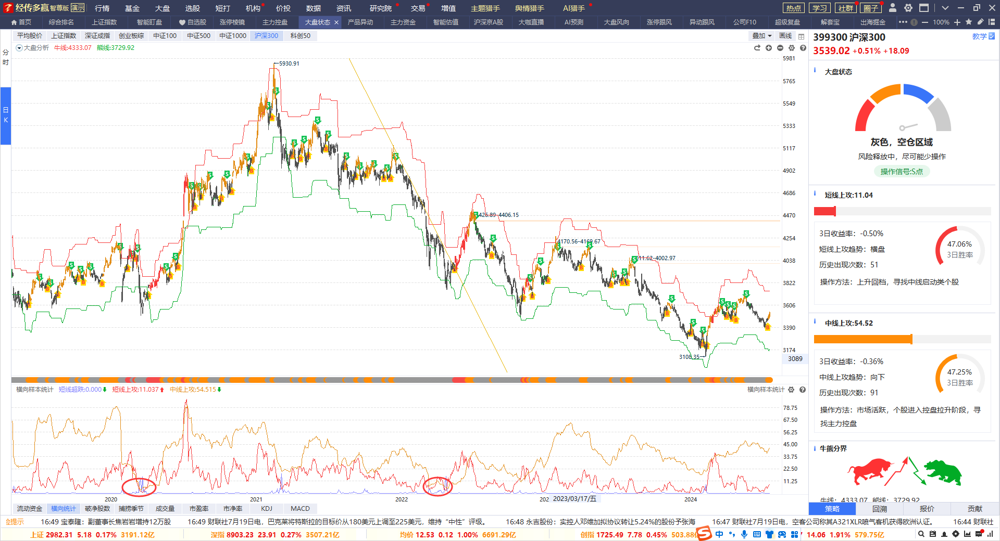 经传多赢 智尊版 演示 行情 基金 大盘 选股 短打 机构 价投 数据 资讯 研究院 交易 增值 主题猎手 舆情猎手 AI猎手 热点 学习 社群 圈子
首页 综合排名 上证指数 智能盯盘 自选股 涨停棱镜 主力控盘 大盘状态 产品异动 主力资金 智能估值 沪深京A股 大咖直播 AI预测 大盘风向 涨停跟风 异动跟风 公司F10 超级复盘 解套宝 出海掘金 100%
平均股价 上证指数 深证成指 创业板综 中证100 中证500 中证1000 沪深300 科创50 叠加 画线
大盘分析 牛线:4333.07 熊线:3729.92
分时
日K
5930.91
426.89-4406.15
4170.56-4169.67
011.62-4002.97
3108.35
5981
5765
5549
5333
5117
4902
4686
4470
4254
4038
3822
3606
3390
3174
3089
横向样本统计 短线超跌:0.000 短线上攻:11.037 中线上攻:54.515 横向样本统计
78.75
67.50
56.25
45.00
33.75
22.50
11.25
2020 2021 2022 202 2023/03/17/五 2024
流动资金 横向统计 破净股数 捕捞季节 成交量 市盈率 市净率 KDJ MACD
399300 沪深300 教学
3539.02 +0.51% +18.09
大盘状态
灰色，空仓区域
风险释放中，尽可能少操作
操作信号:S点
短线上攻:11.04
3日收益率：-0.50%
短线上攻趋势：横盘
历史出现次数：51
47.06%
3日胜率
操作方法：上升回档，寻找中线启动类个股
中线上攻:54.52
3日收益率：-0.36%
中线上攻趋势：向下
历史出现次数：91
47.25%
3日胜率
操作方法：市场活跃，个股进入控盘拉升阶段，寻
找主力控盘
牛熊分界
牛线：4333.07 熊线：3729.92
策略 回溯 报价 贡献
提示 16:49 宝泰隆：副董事长焦岩岩增持12万股 16:49 财联社7月19日电，巴克莱将特斯拉的目标价从180美元上调至225美元，维持“中性”评级。 16:48 永吉股份：实控人邓维加拟协议转让5.24%的股份予张海 16:47 财联社7月19日电，空客公司称其A321XLR喷气客机获得欧洲认证。 16:44 财联社
上证 2982.31 5.18 0.17% 3191.12亿 深指 8903.23 23.91 0.27% 3507.21亿 均价 12.53 0.12 1.00% 6691.29亿 创指 1725.49 7.78 0.45% 503.88亿 中 14.06 1.91% 579.75亿